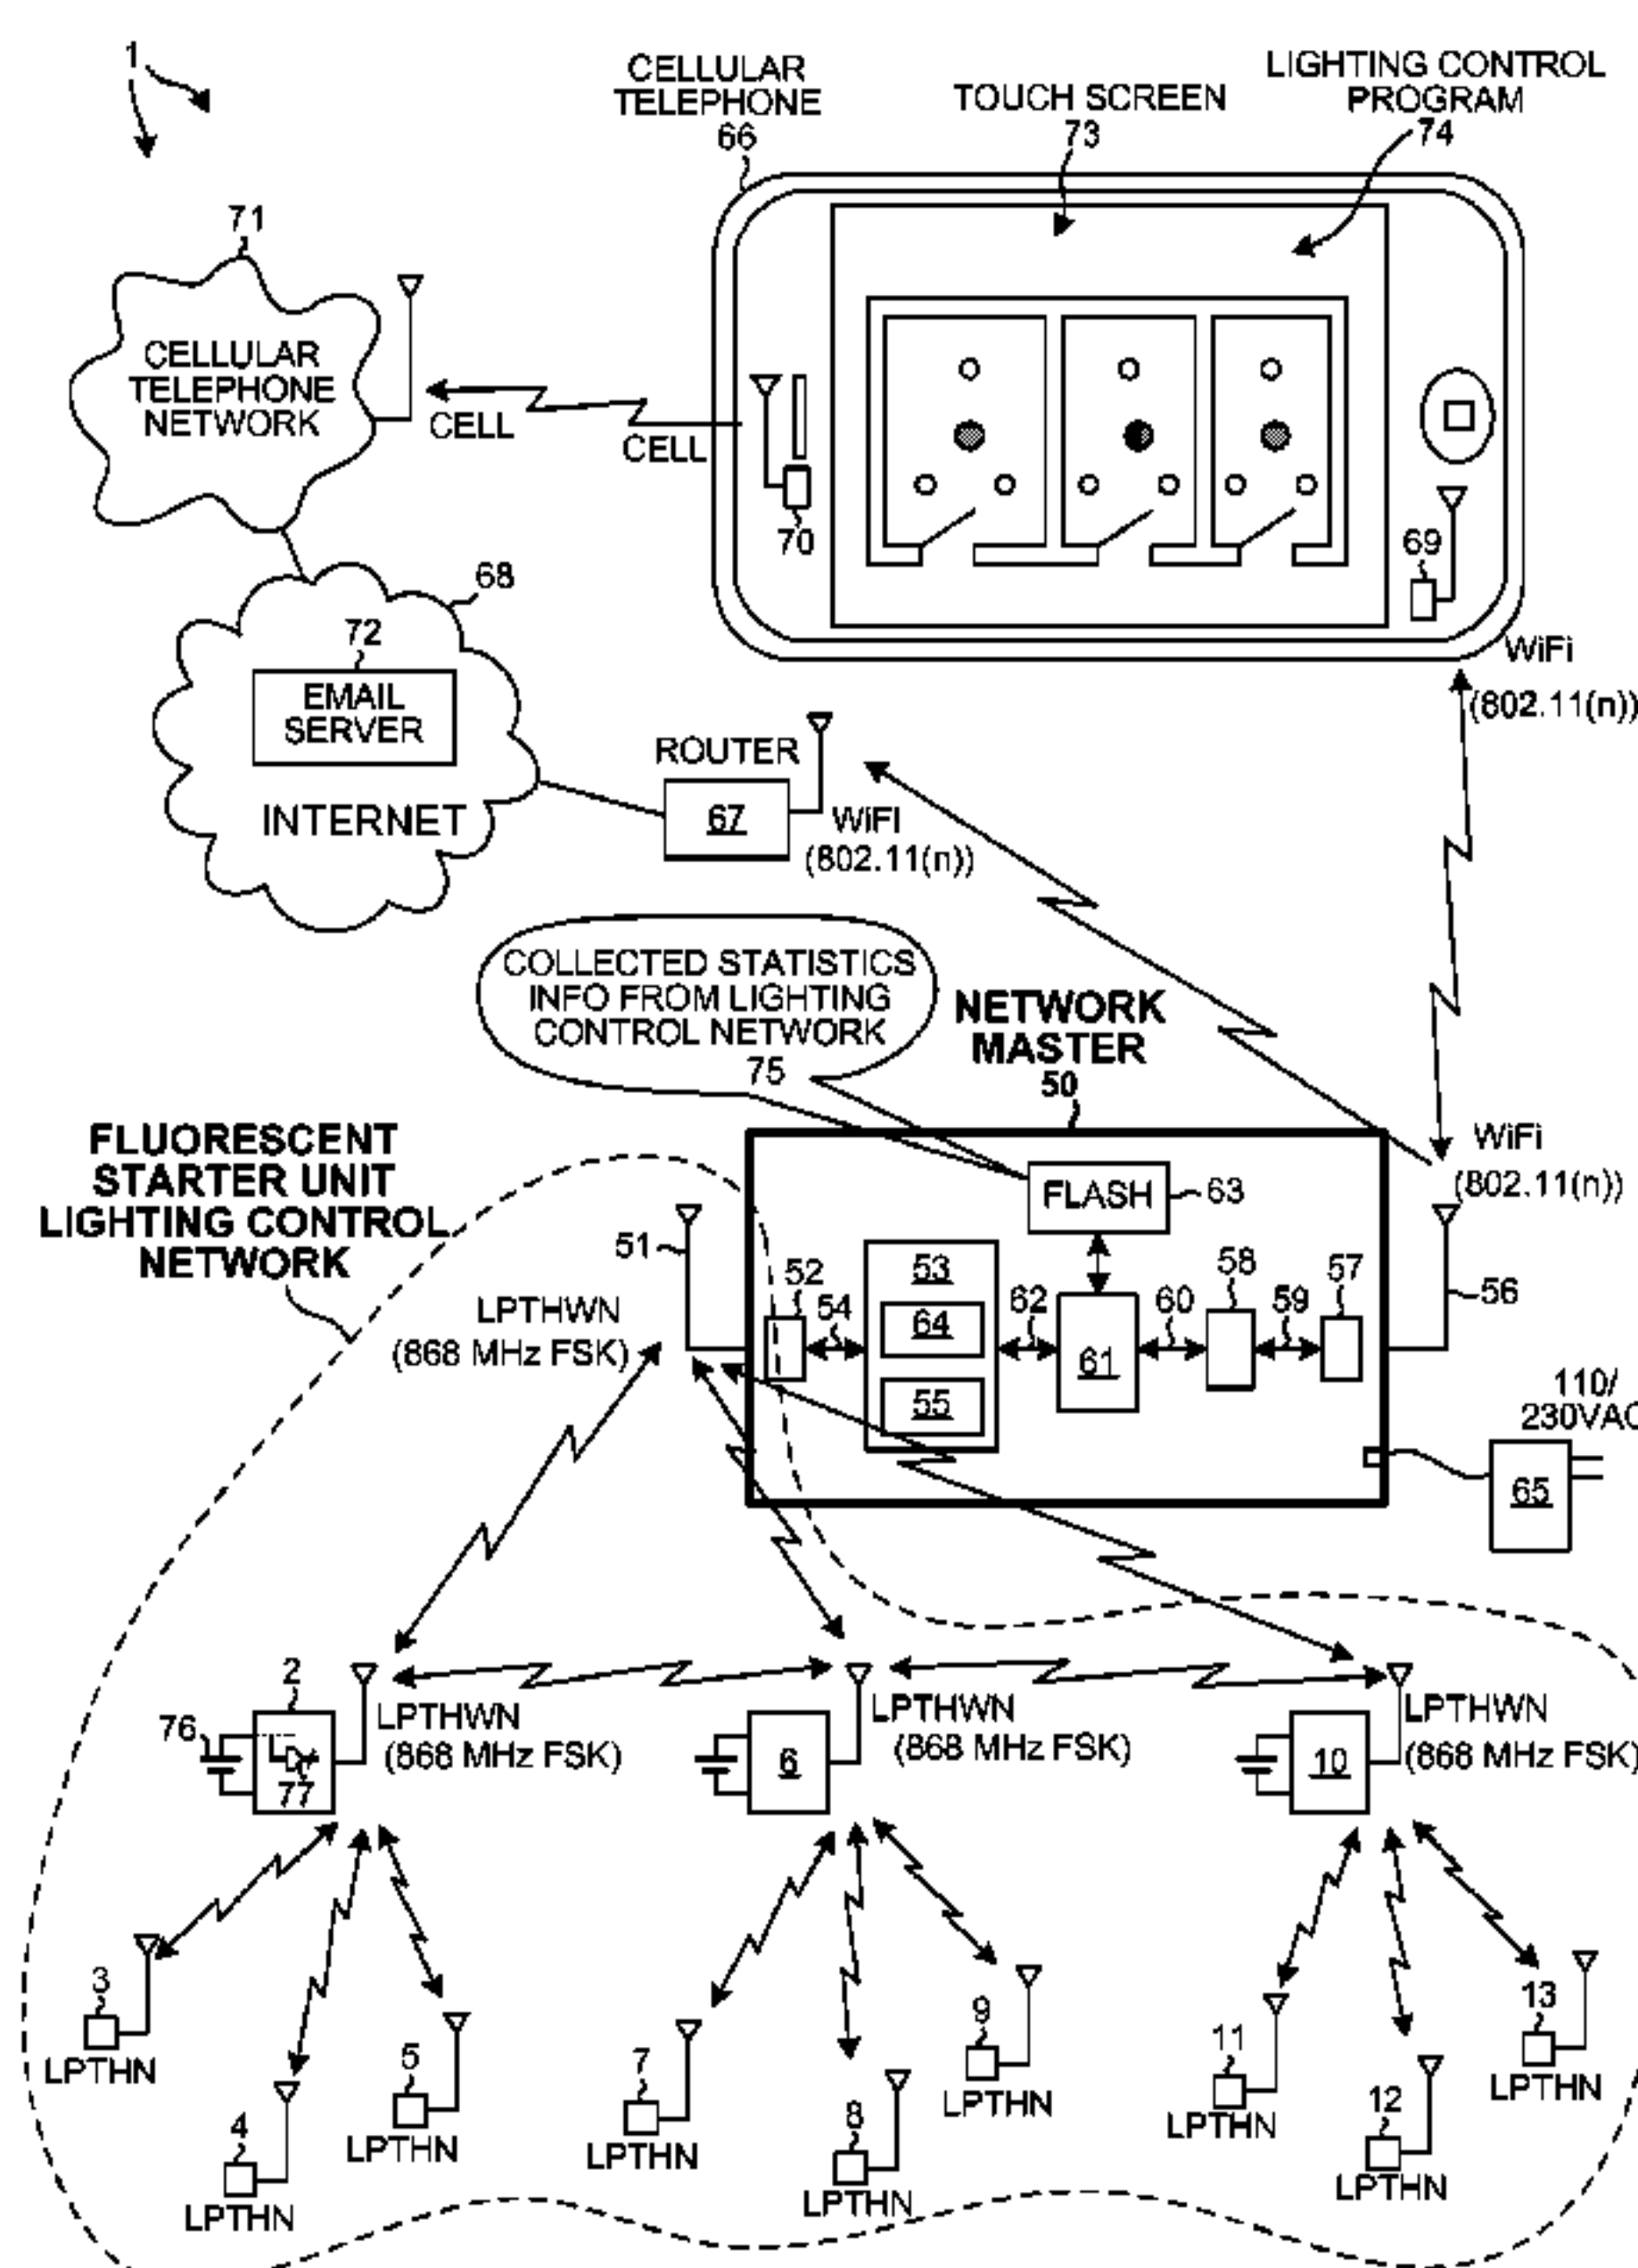 1
CELLULAR
TELEPHONE
66
TOUCH SCREEN
73
LIGHTING CONTROL
PROGRAM
74
71
CELLULAR
TELEPHONE
NETWORK
CELL
CELL
70
69
68
72
EMAIL
SERVER
INTERNET
ROUTER
67
WiFi
(802.11(n))
WiFi
(802.11(n))
COLLECTED STATISTICS
INFO FROM LIGHTING
CONTROL NETWORK
75
NETWORK
MASTER
50
FLUORESCENT
STARTER UNIT
LIGHTING CONTROL
NETWORK
WiFi
(802.11(n))
FLASH
63
51
52
54
53
64
55
62
61
60
58
59
57
56
LPTHWN
(868 MHz FSK)
110/
230VAC
65
2
76
77
LPTHWN
(868 MHz FSK)
6
LPTHWN
(868 MHz FSK)
10
LPTHWN
(868 MHz FSK)
3
LPTHN
4
LPTHN
5
LPTHN
7
LPTHN
8
LPTHN
9
LPTHN
11
LPTHN
12
LPTHN
13
LPTHN